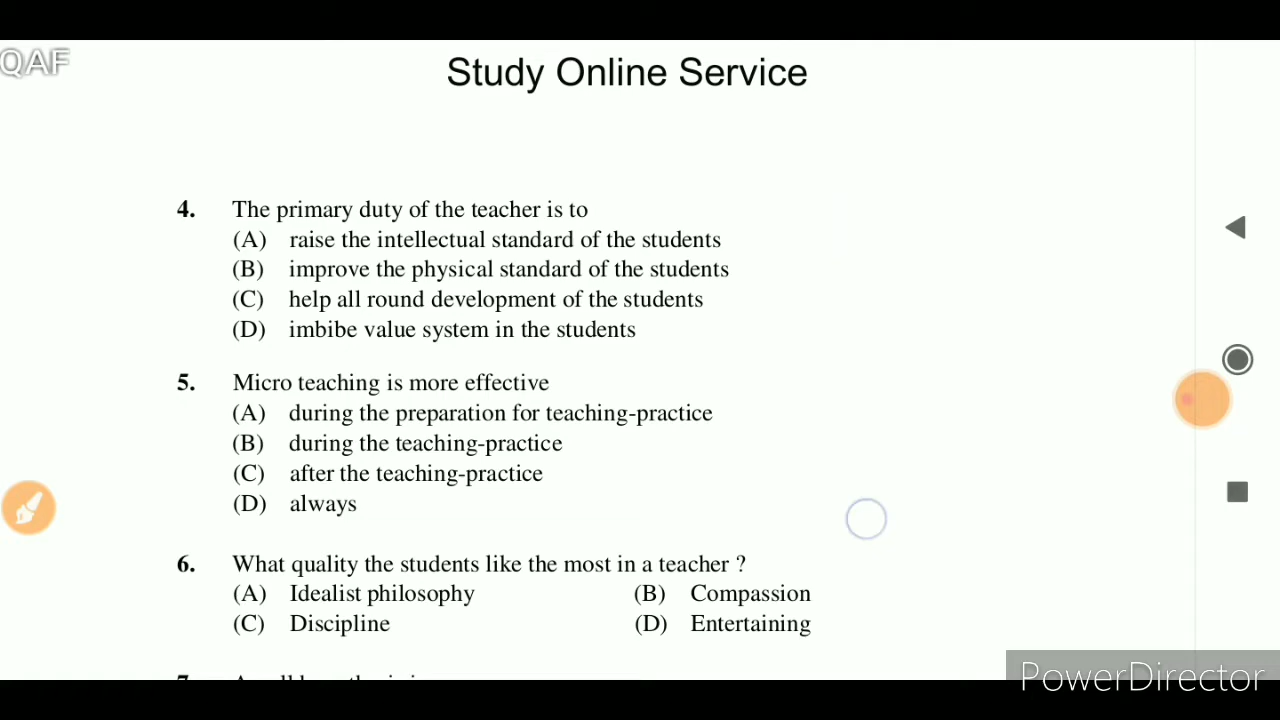 QAF
Study Online Service
4. The primary duty of the teacher is to
(A) raise the intellectual standard of the students
(B) improve the physical standard of the students
(C) help all round development of the students
(D) imbibe value system in the students
5. Micro teaching is more effective
(A) during the preparation for teaching-practice
(B) during the teaching-practice
(C) after the teaching-practice
(D) always
6. What quality the students like the most in a teacher ?
(A) Idealist philosophy (B) Compassion
(C) Discipline (D) Entertaining
PowerDirector